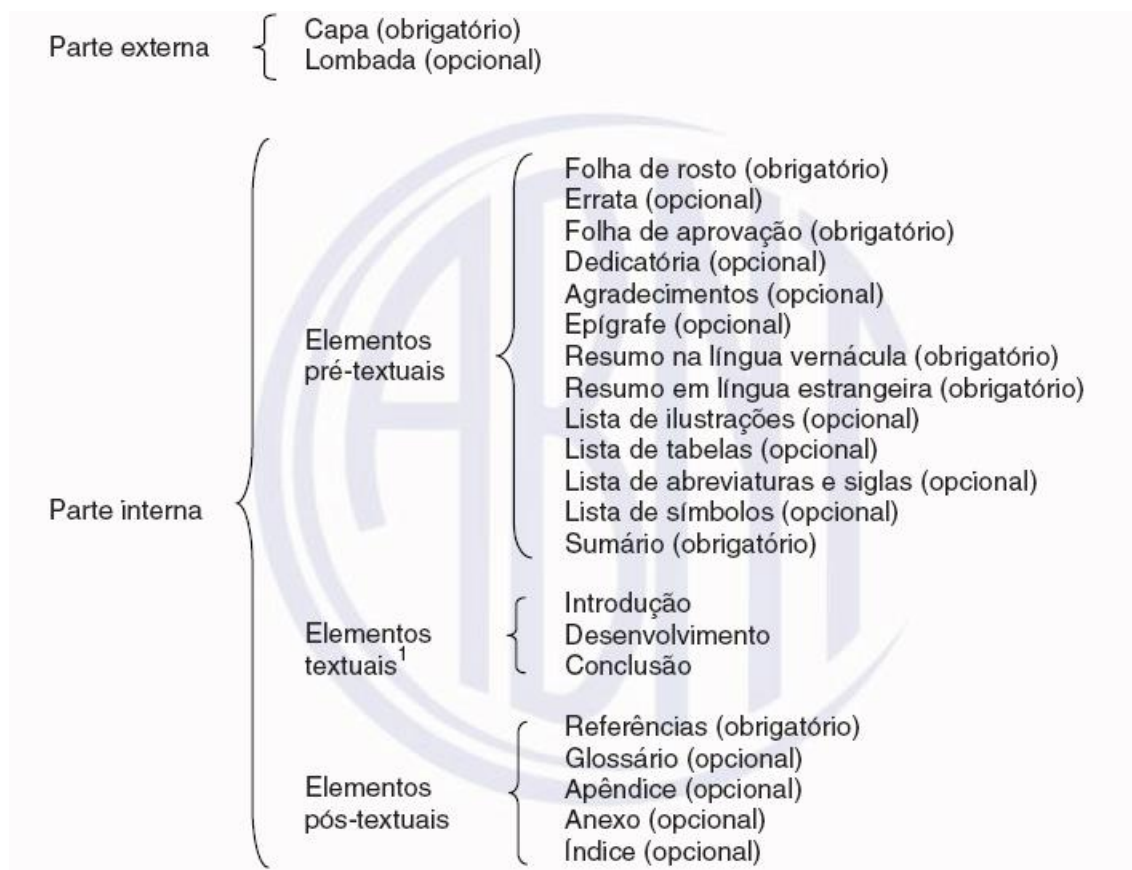 Parte externa
Capa (obrigatório)
Lombada (opcional)
Parte interna
Elementos
pré-textuais
Folha de rosto (obrigatório)
Errata (opcional)
Folha de aprovação (obrigatório)
Dedicatória (opcional)
Agradecimentos (opcional)
Epígrafe (opcional)
Resumo na língua vernácula (obrigatório)
Resumo em língua estrangeira (obrigatório)
Lista de ilustrações (opcional)
Lista de tabelas (opcional)
Lista de abreviaturas e siglas (opcional)
Lista de símbolos (opcional)
Sumário (obrigatório)
Elementos
textuais¹
Introdução
Desenvolvimento
Conclusão
Elementos
pós-textuais
Referências (obrigatório)
Glossário (opcional)
Apêndice (opcional)
Anexo (opcional)
Índice (opcional)
ABNT